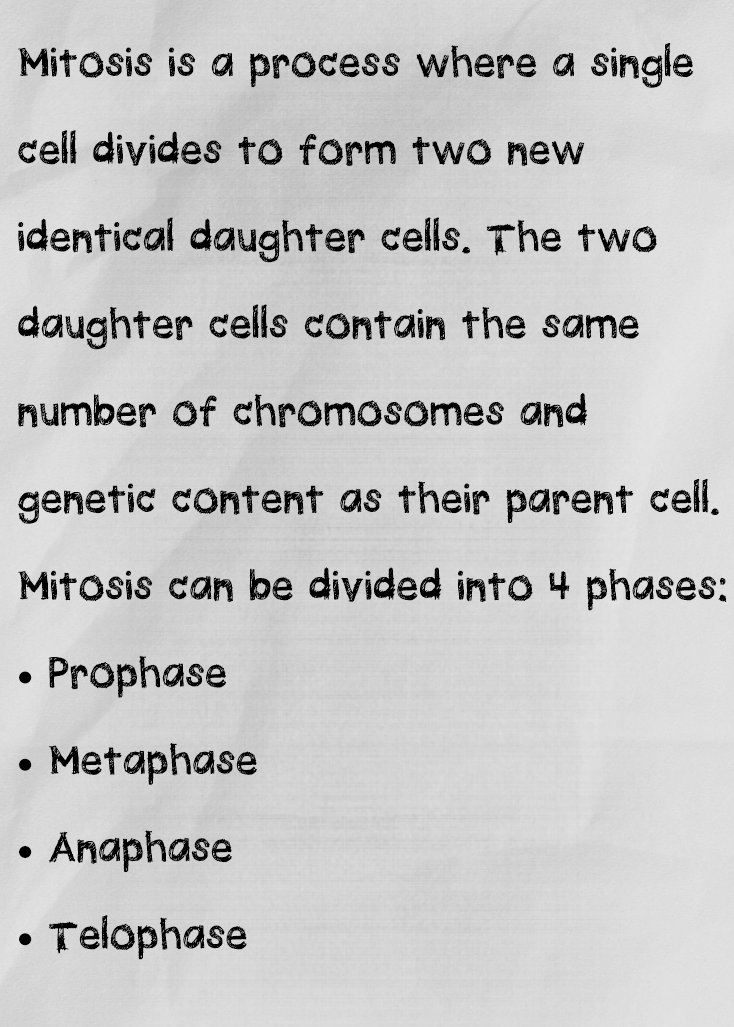 Mitosis is a process where a single
cell divides to form two new
identical daughter cells. The two
daughter cells contain the same
number of chromosomes and
genetic content as their parent cell.
Mitosis can be divided into 4 phases:
• Prophase
• Metaphase
• Anaphase
• Telophase